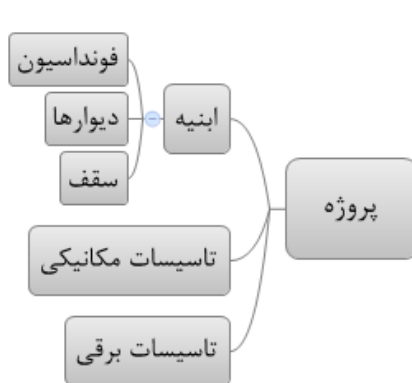 پروژه
ابنیه
فونداسیون
دیوارها
سقف
تاسیسات مکانیکی
تاسیسات برقی